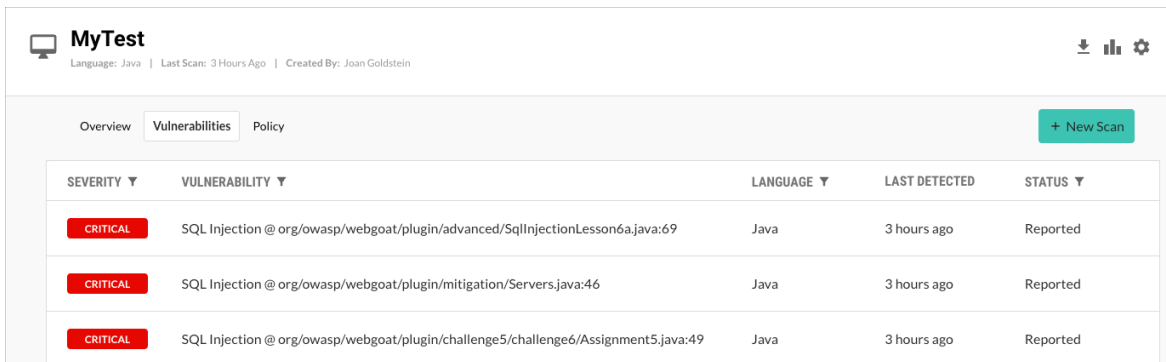 MyTest
Language: Java | Last Scan: 3 Hours Ago | Created By: Joan Goldstein
Overview Vulnerabilities Policy + New Scan
SEVERITY VULNERABILITY LANGUAGE LAST DETECTED STATUS
CRITICAL SQL Injection @ org/owasp/webgoat/plugin/advanced/SqlInjectionLesson6a.java:69 Java 3 hours ago Reported
CRITICAL SQL Injection @ org/owasp/webgoat/plugin/mitigation/Servers.java:46 Java 3 hours ago Reported
CRITICAL SQL Injection @ org/owasp/webgoat/plugin/challenge5/challenge6/Assignment5.java:49 Java 3 hours ago Reported